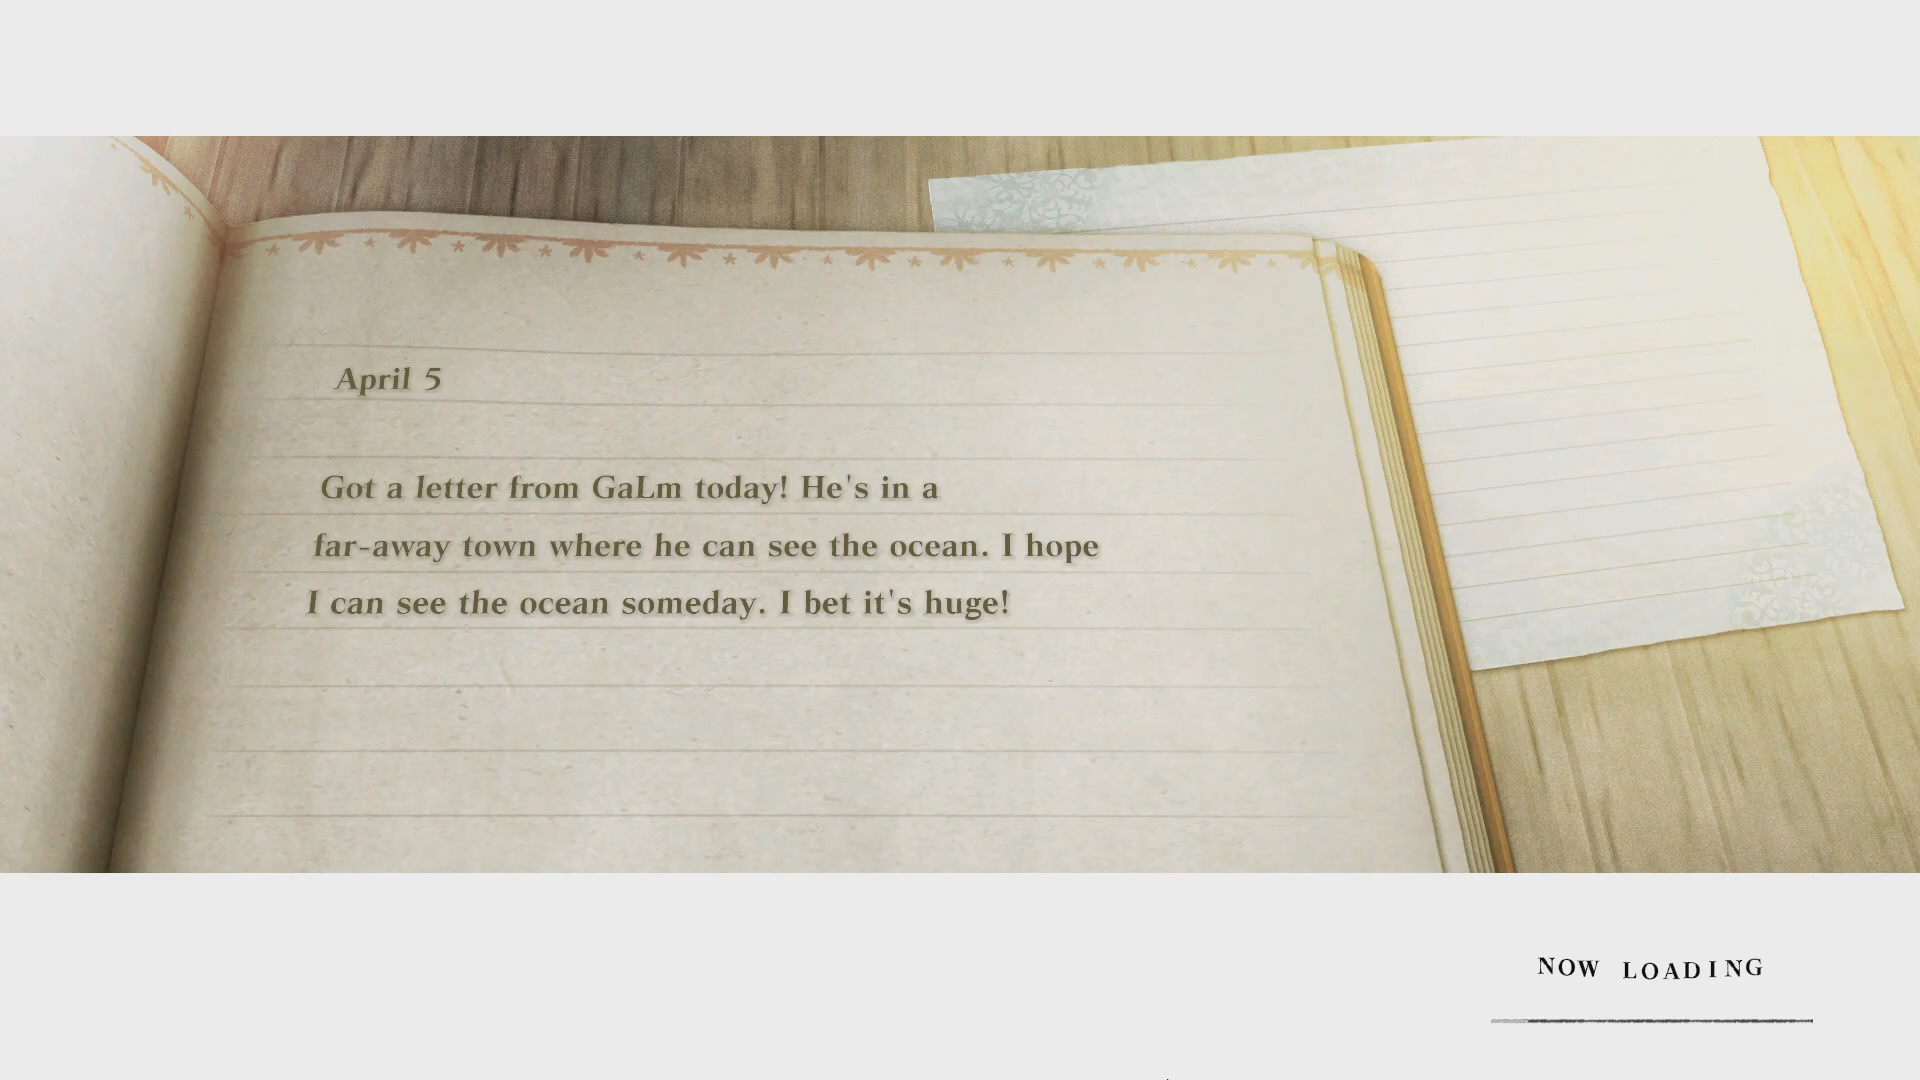 April 5
Got a letter from GaLm today! He's in a
far-away town where he can see the ocean. I hope
I can see the ocean someday. I bet it's huge!
NOW LOADING